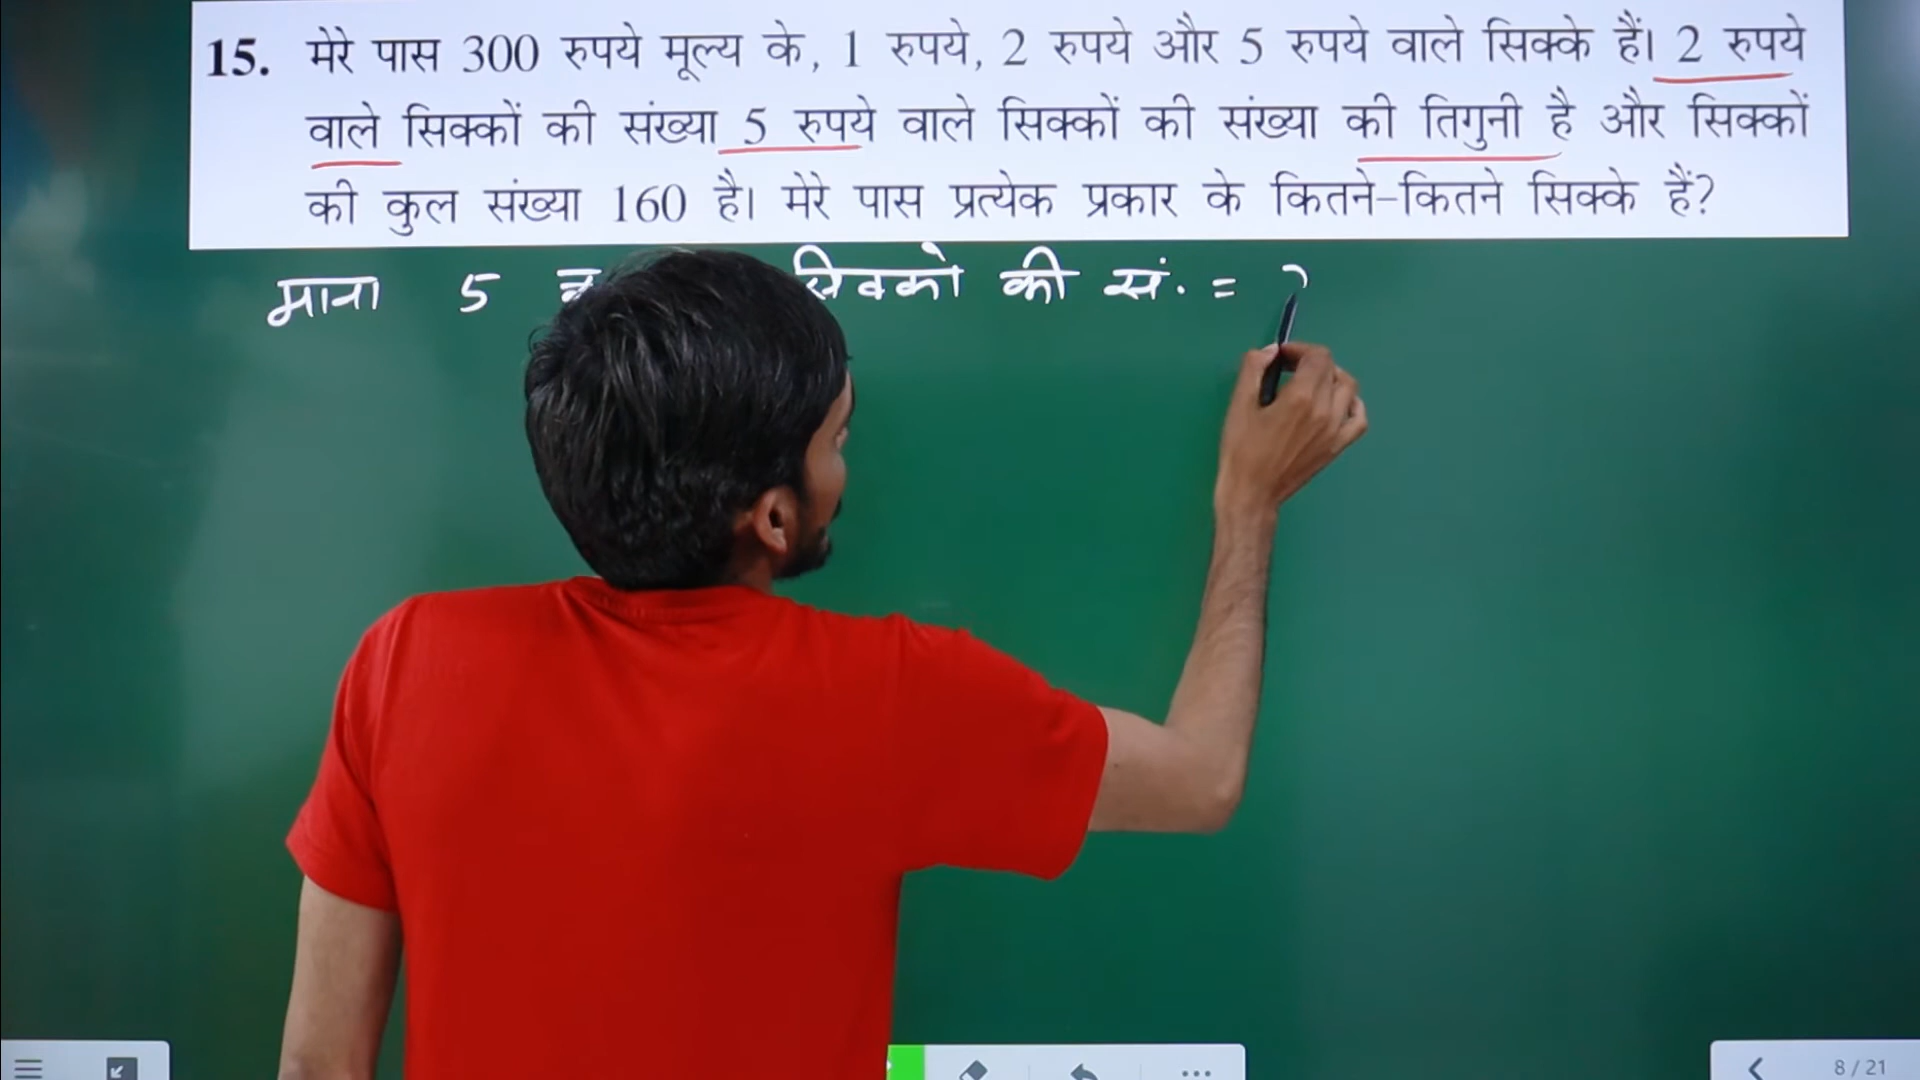 15. मेरे पास 300 रुपये मूल्य के, 1 रुपये, 2 रुपये और 5 रुपये वाले सिक्के हैं। 2 रुपये
वाले सिक्कों की संख्या 5 रुपये वाले सिक्कों की संख्या की तिगुनी है और सिक्कों
की कुल संख्या 160 है। मेरे पास प्रत्येक प्रकार के कितने-कितने सिक्के हैं?
माना 5 सिक्को की सं. =
8 / 21